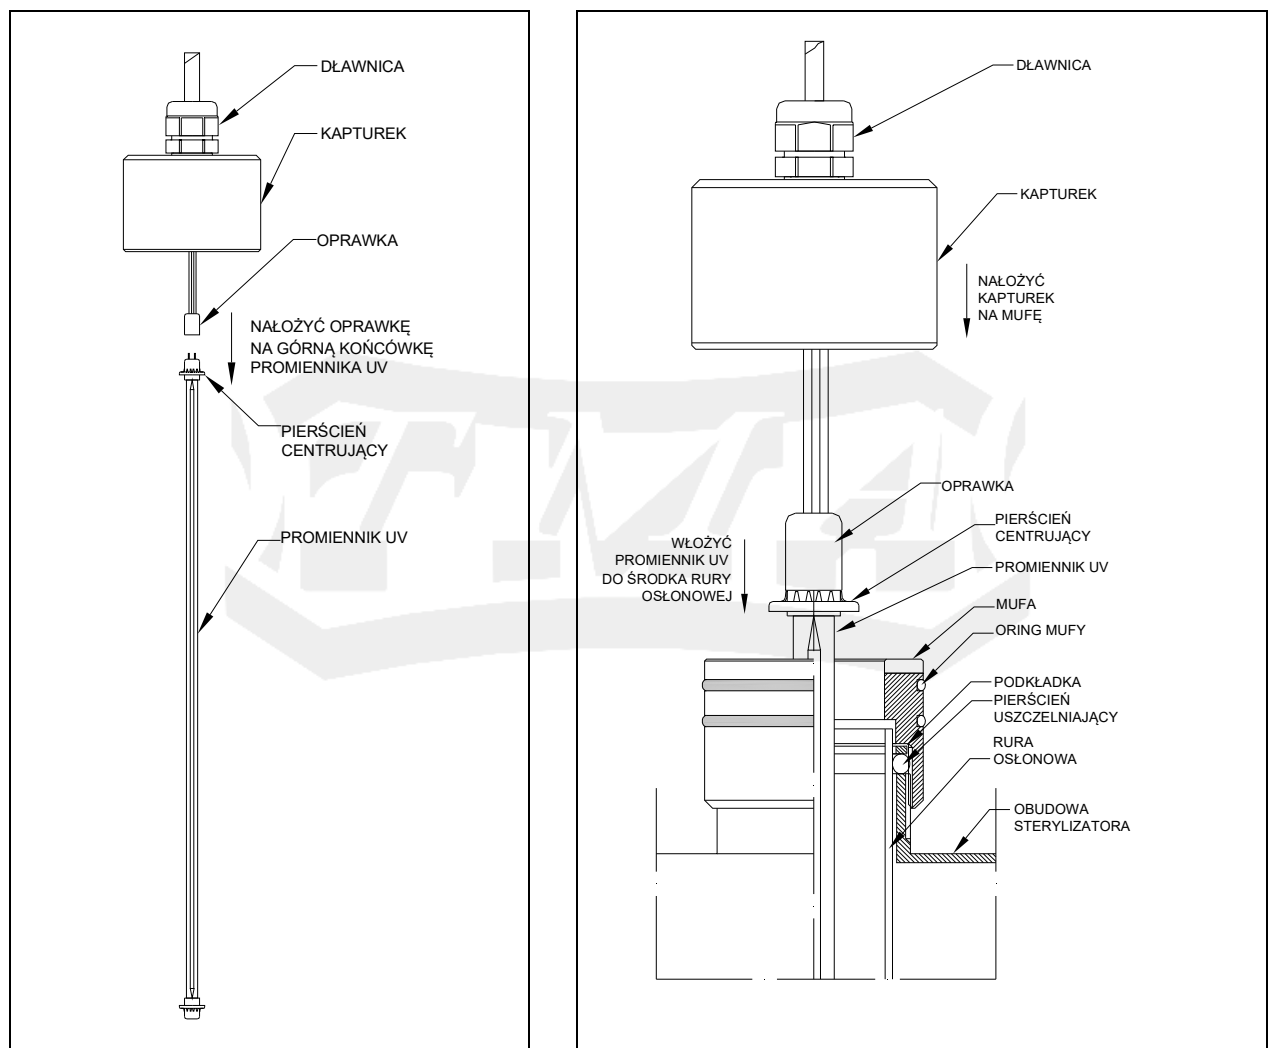 DŁAWNICA
KAPTUREK
OPRAWKA
NAŁOŻYĆ OPRAWKĘ
NA GÓRNĄ KOŃCÓWKĘ
PROMIENNIKA UV
PIERŚCIEŃ
CENTRUJĄCY
PROMIENNIK UV
DŁAWNICA
KAPTUREK
NAŁOŻYĆ
KAPTUREK
NA MUFĘ
OPRAWKA
PIERŚCIEŃ
CENTRUJĄCY
WŁOŻYĆ
PROMIENNIK UV
DO ŚRODKA RURY
OSŁONOWEJ
PROMIENNIK UV
MUFA
ORING MUFY
PODKŁADKA
PIERŚCIEŃ
USZCZELNIAJĄCY
RURA
OSŁONOWA
OBUDOWA
STERYLIZATORA
TMA